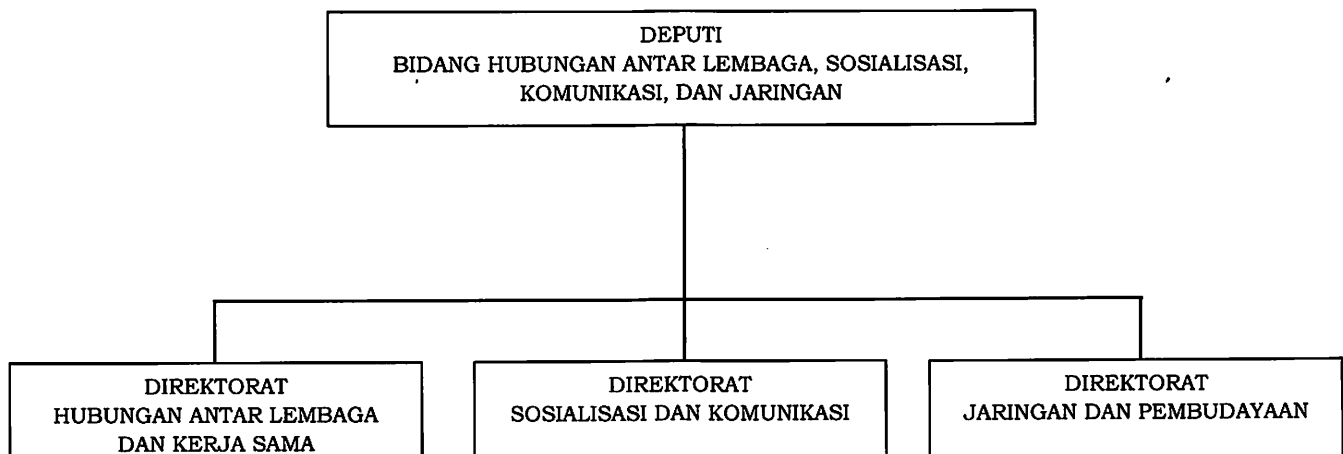 DEPUTI
BIDANG HUBUNGAN ANTAR LEMBAGA, SOSIALISASI,
KOMUNIKASI, DAN JARINGAN
DIREKTORAT
HUBUNGAN ANTAR LEMBAGA
DAN KERJA SAMA
DIREKTORAT
SOSIALISASI DAN KOMUNIKASI
DIREKTORAT
JARINGAN DAN PEMBUDAYAAN